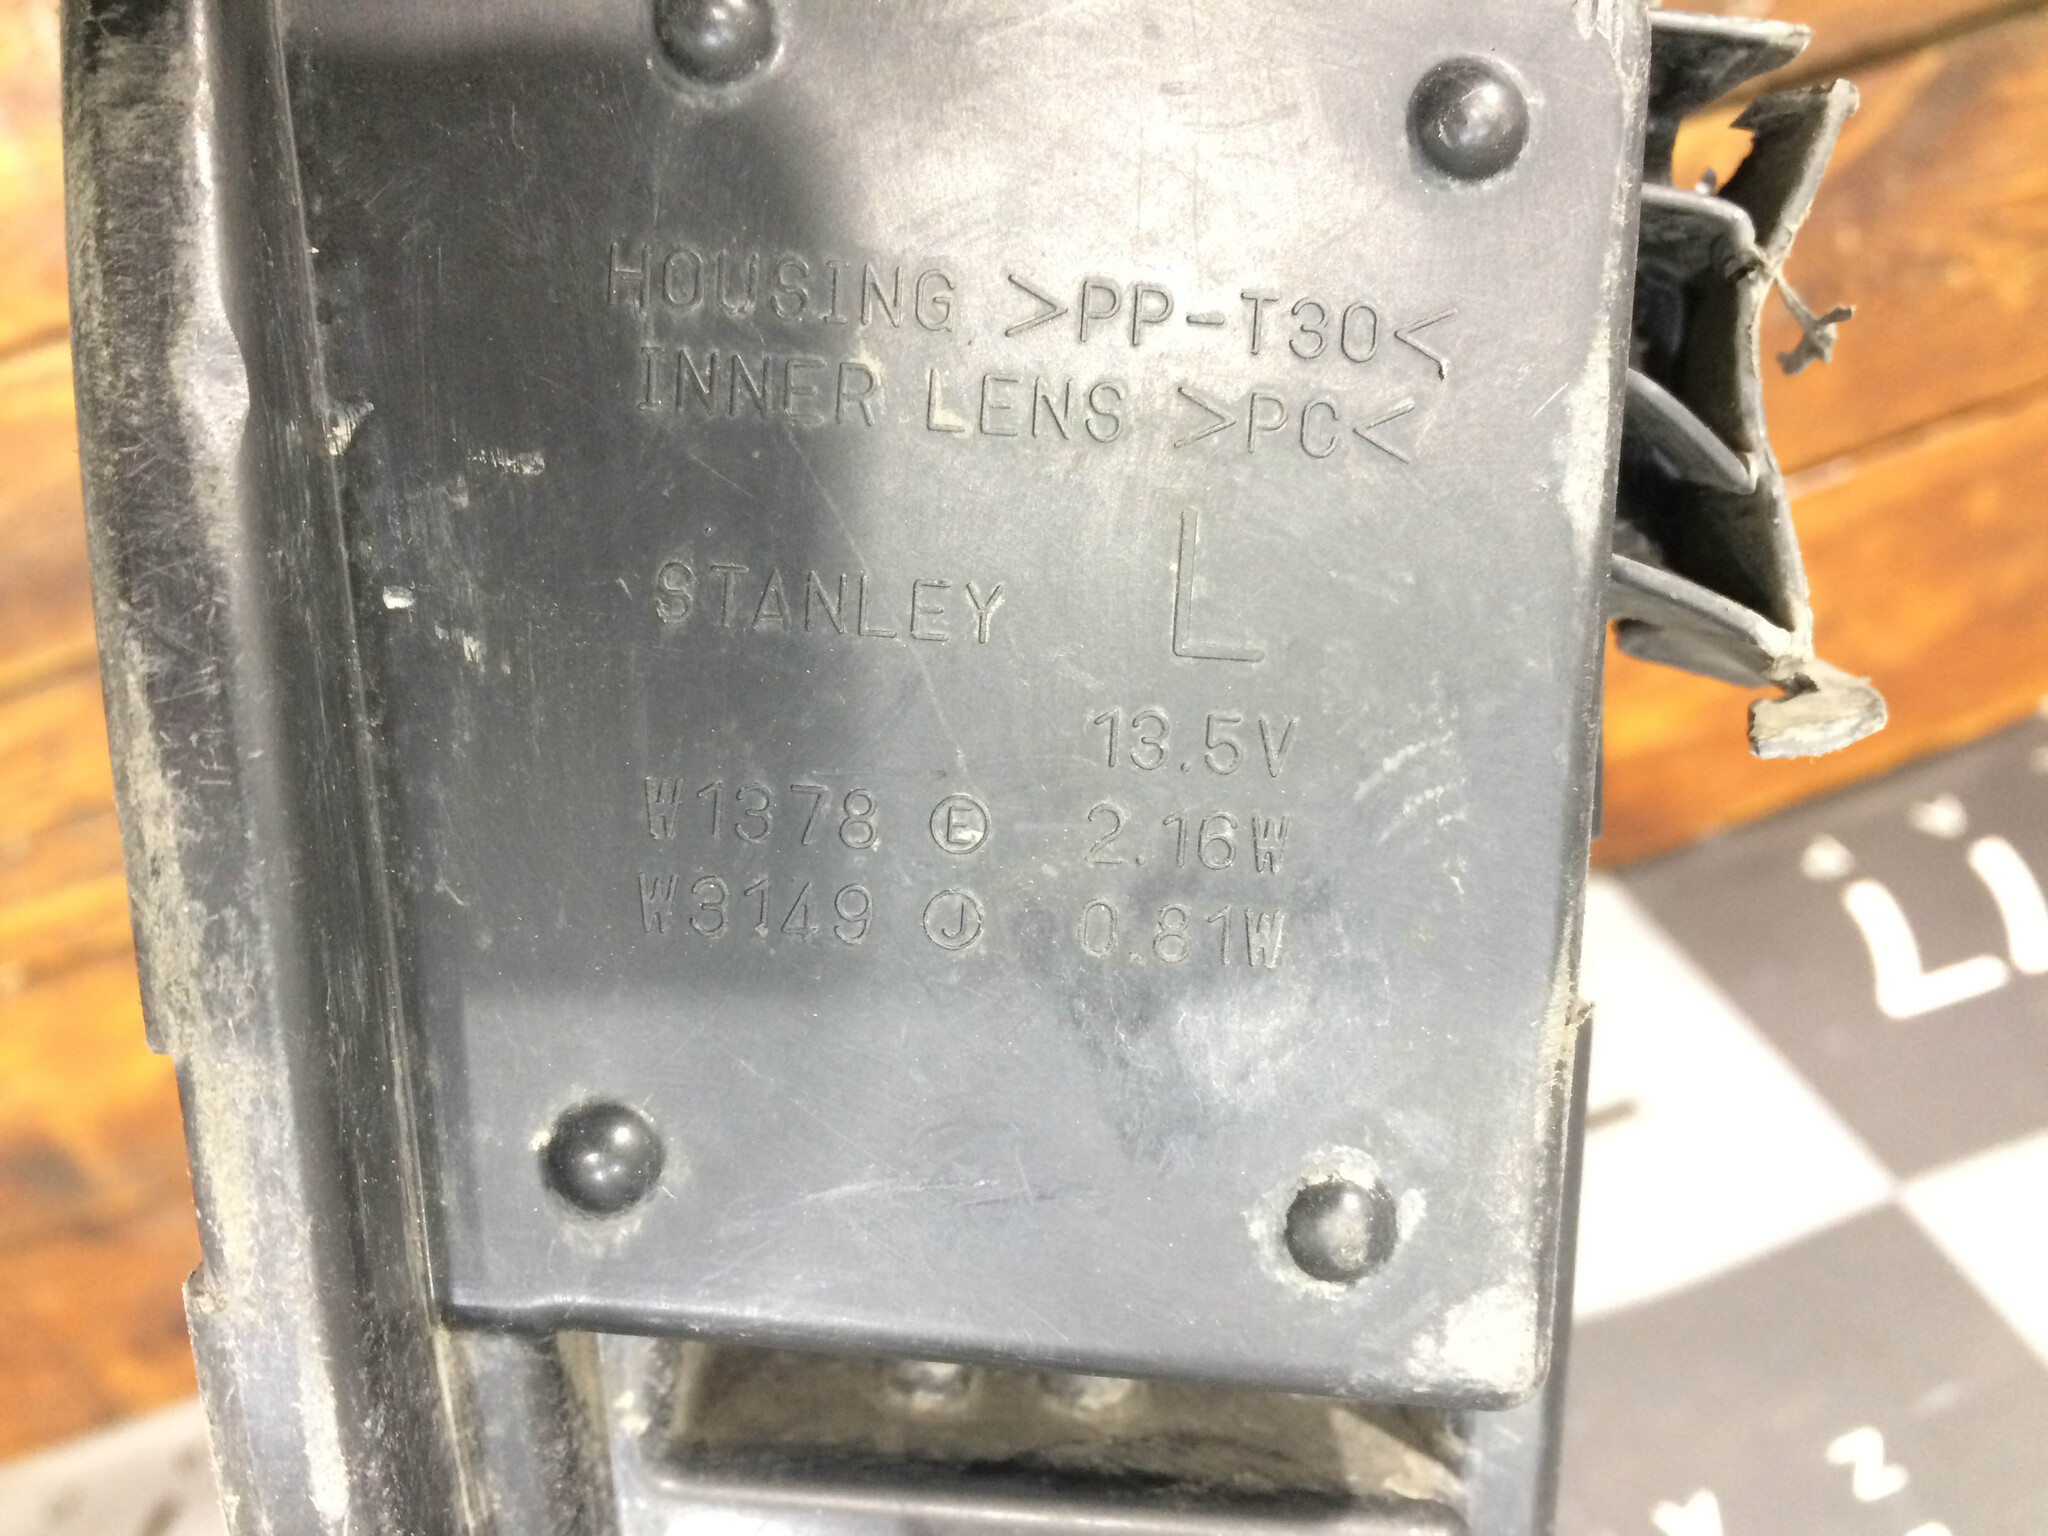 HOUSING >PP-T30<
INNER LENS >PC<
STANLEY L
13.5V
W1378 Ⓔ 2.16W
W3149 Ⓙ 0.81W